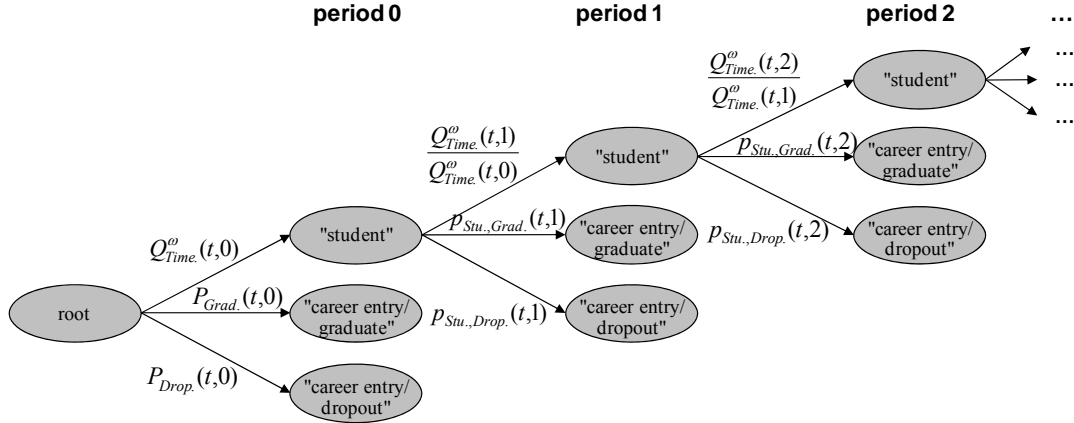 period 0 period 1 period 2 ...
Q^ω_Time.(t,2)
Q^ω_Time.(t,1)
"student"
...
...
...
Q^ω_Time.(t,1)
Q^ω_Time.(t,0)
"student"
p_Stu.,Grad.(t,2)
"career entry/
graduate"
Q^ω_Time.(t,0)
"student"
p_Stu.,Grad.(t,1)
"career entry/
graduate"
p_Stu.,Drop.(t,2)
"career entry/
dropout"
root
P_Grad.(t,0)
"career entry/
graduate"
p_Stu.,Drop.(t,1)
"career entry/
dropout"
P_Drop.(t,0)
"career entry/
dropout"